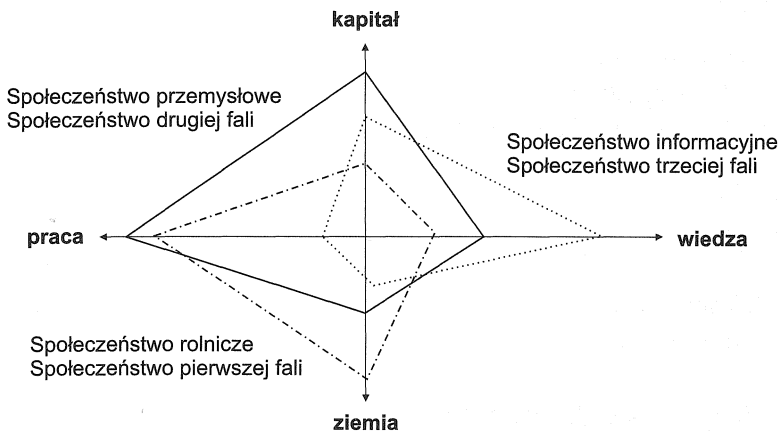 kapitał
Społeczeństwo przemysłowe
Społeczeństwo drugiej fali
Społeczeństwo informacyjne
Społeczeństwo trzeciej fali
praca
wiedza
Społeczeństwo rolnicze
Społeczeństwo pierwszej fali
ziemia